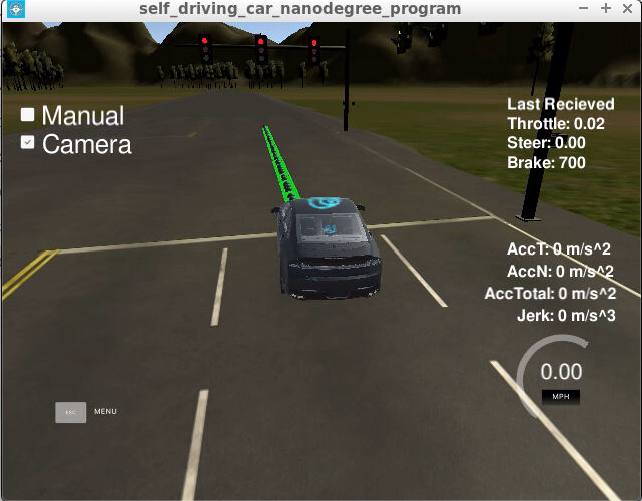 self_driving_car_nanodegree_program
Manual
Camera
Last Recieved
Throttle: 0.02
Steer: 0.00
Brake: 700
AccT: 0 m/s^2
AccN: 0 m/s^2
AccTotal: 0 m/s^2
Jerk: 0 m/s^3
0.00
MPH
ESC
MENU